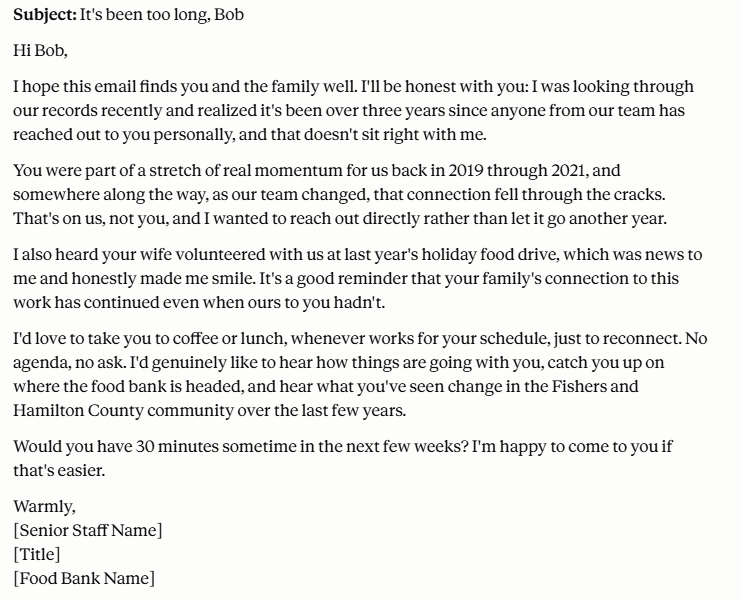 Subject: It's been too long, Bob
Hi Bob,
I hope this email finds you and the family well. I'll be honest with you: I was looking through
our records recently and realized it's been over three years since anyone from our team has
reached out to you personally, and that doesn't sit right with me.
You were part of a stretch of real momentum for us back in 2019 through 2021, and
somewhere along the way, as our team changed, that connection fell through the cracks.
That's on us, not you, and I wanted to reach out directly rather than let it go another year.
I also heard your wife volunteered with us at last year's holiday food drive, which was news to
me and honestly made me smile. It's a good reminder that your family's connection to this
work has continued even when ours to you hadn't.
I'd love to take you to coffee or lunch, whenever works for your schedule, just to reconnect. No
agenda, no ask. I'd genuinely like to hear how things are going with you, catch you up on
where the food bank is headed, and hear what you've seen change in the Fishers and
Hamilton County community over the last few years.
Would you have 30 minutes sometime in the next few weeks? I'm happy to come to you if
that's easier.
Warmly,
[Senior Staff Name]
[Title]
[Food Bank Name]